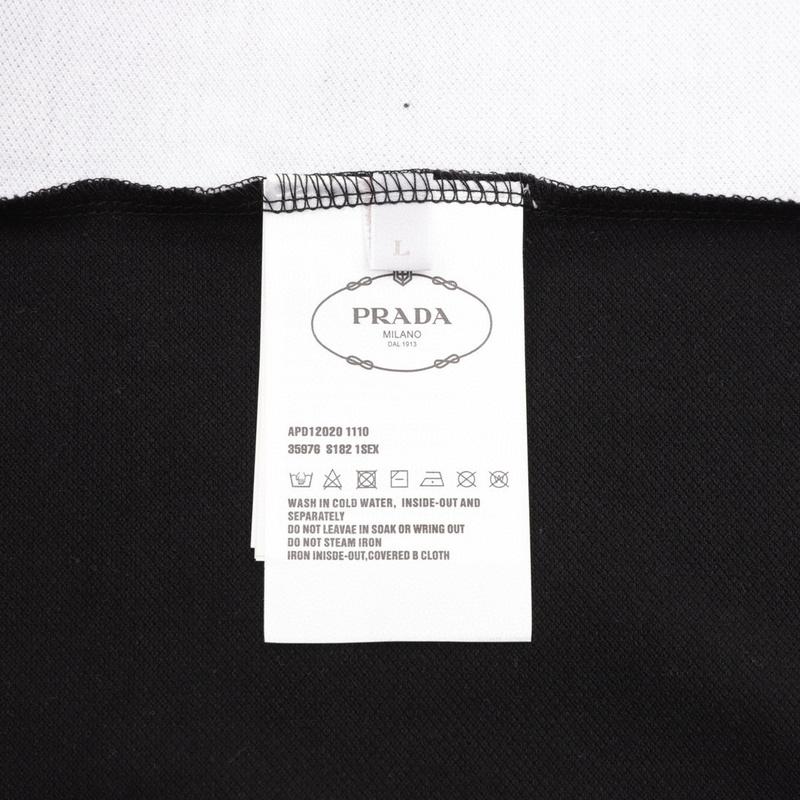 L
PRADA
MILANO
DAL 1913
APD12020 1110
35976 S182 1SEX
WASH IN COLD WATER, INSIDE-OUT AND
SEPARATELY
DO NOT LEAVAE IN SOAK OR WRING OUT
DO NOT STEAM IRON
IRON INISDE-OUT,COVERED B CLOTH